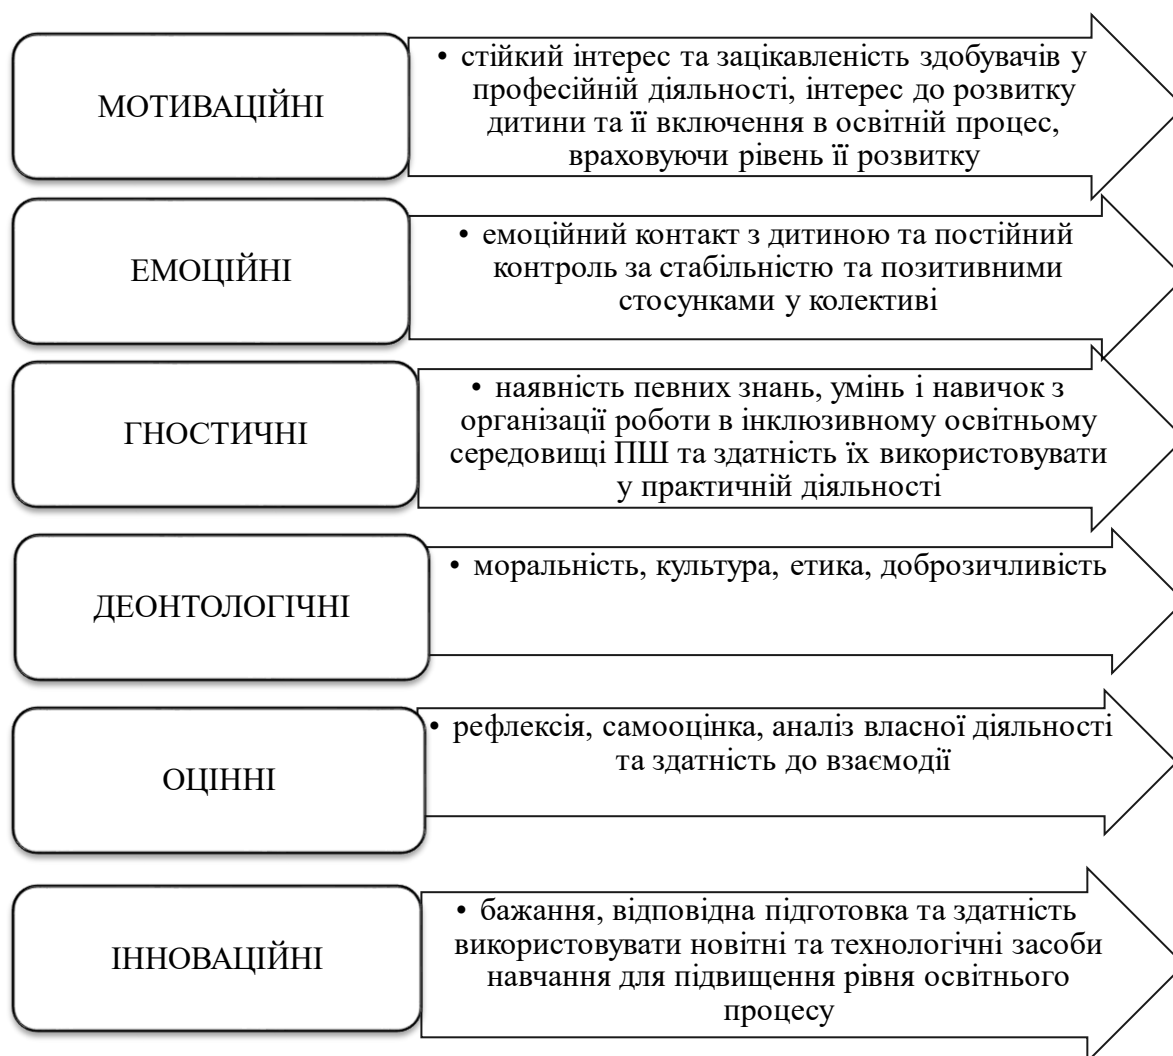 МОТИВАЦІЙНІ
• стійкий інтерес та зацікавленість здобувачів у
професійній діяльності, інтерес до розвитку
дитини та її включення в освітній процес,
враховуючи рівень її розвитку
ЕМОЦІЙНІ
• емоційний контакт з дитиною та постійний
контроль за стабільністю та позитивними
стосунками у колективі
ГНОСТИЧНІ
• наявність певних знань, умінь і навичок з
організації роботи в інклюзивному освітньому
середовищі ПШ та здатність їх використовувати
у практичній діяльності
ДЕОНТОЛОГІЧНІ
• моральність, культура, етика, доброзичливість
ОЦІННІ
• рефлексія, самооцінка, аналіз власної діяльності
та здатність до взаємодії
ІННОВАЦІЙНІ
• бажання, відповідна підготовка та здатність
використовувати новітні та технологічні засоби
навчання для підвищення рівня освітнього
процесу